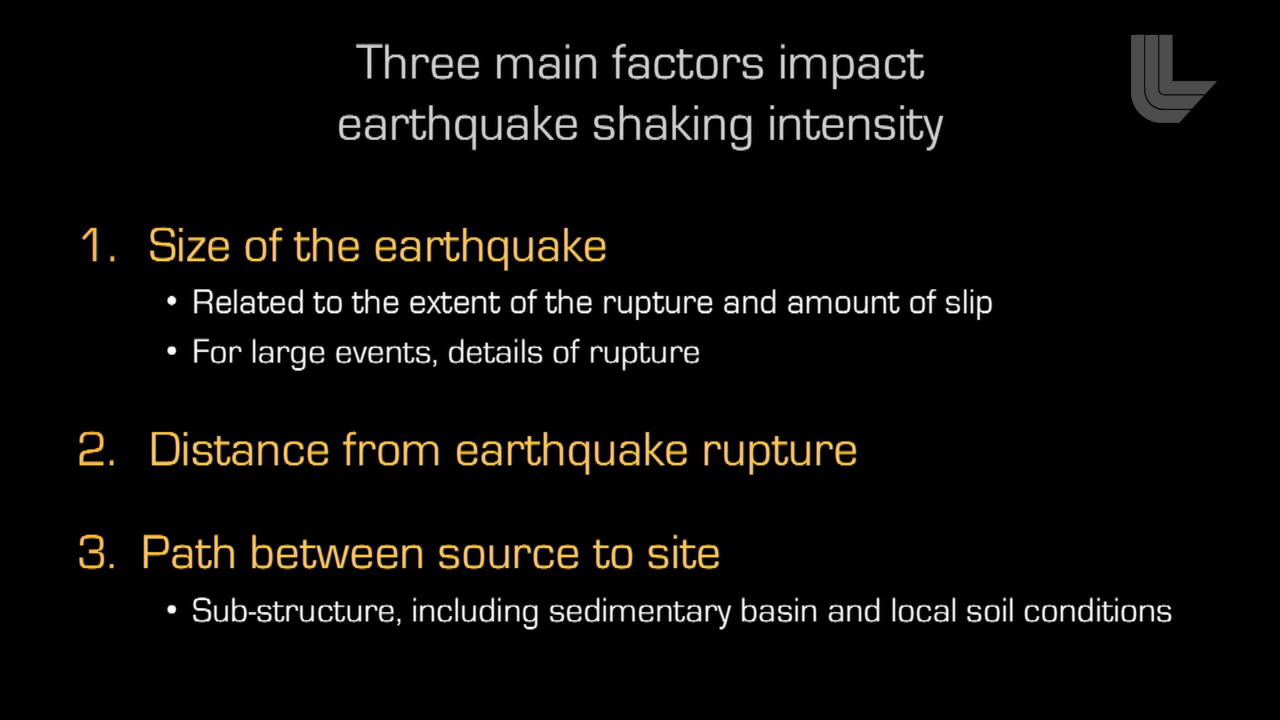 Three main factors impact
earthquake shaking intensity
1. Size of the earthquake
• Related to the extent of the rupture and amount of slip
• For large events, details of rupture
2. Distance from earthquake rupture
3. Path between source to site
• Sub-structure, including sedimentary basin and local soil conditions